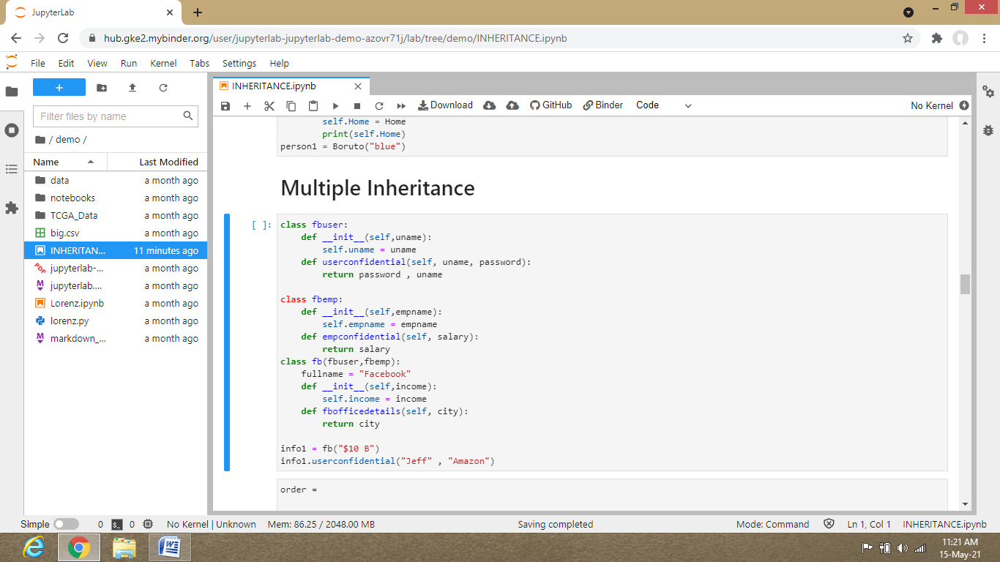 JupyterLab
hub.gke2.mybinder.org/user/jupyterlab-jupyterlab-demo-azovr71j/lab/tree/demo/INHERITANCE.ipynb
File Edit View Run Kernel Tabs Settings Help
Filter files by name
/ demo /
Name Last Modified
data a month ago
notebooks a month ago
TCGA_Data a month ago
big.csv a month ago
INHERITAN... 11 minutes ago
jupyterlab-... a month ago
jupyterlab.... a month ago
Lorenz.ipynb a month ago
lorenz.py a month ago
markdown_... a month ago
INHERITANCE.ipynb
Download GitHub Binder Code No Kernel
self.Home = Home
print(self.Home)
person1 = Boruto("blue")
Multiple Inheritance
[ ]:
class fbuser:
def __init__(self,uname):
self.uname = uname
def userconfidential(self, uname, password):
return password , uname
class fbemp:
def __init__(self,empname):
self.empname = empname
def empconfidential(self, salary):
return salary
class fb(fbuser,fbemp):
fullname = "Facebook"
def __init__(self,income):
self.income = income
def fbofficedetails(self, city):
return city
info1 = fb("$10 B")
info1.userconfidential("Jeff" , "Amazon")
order =
Simple 0 $_ 0 No Kernel | Unknown Mem: 86.25 / 2048.00 MB Saving completed Mode: Command Ln 1, Col 1 INHERITANCE.ipynb
11:21 AM
15-May-21